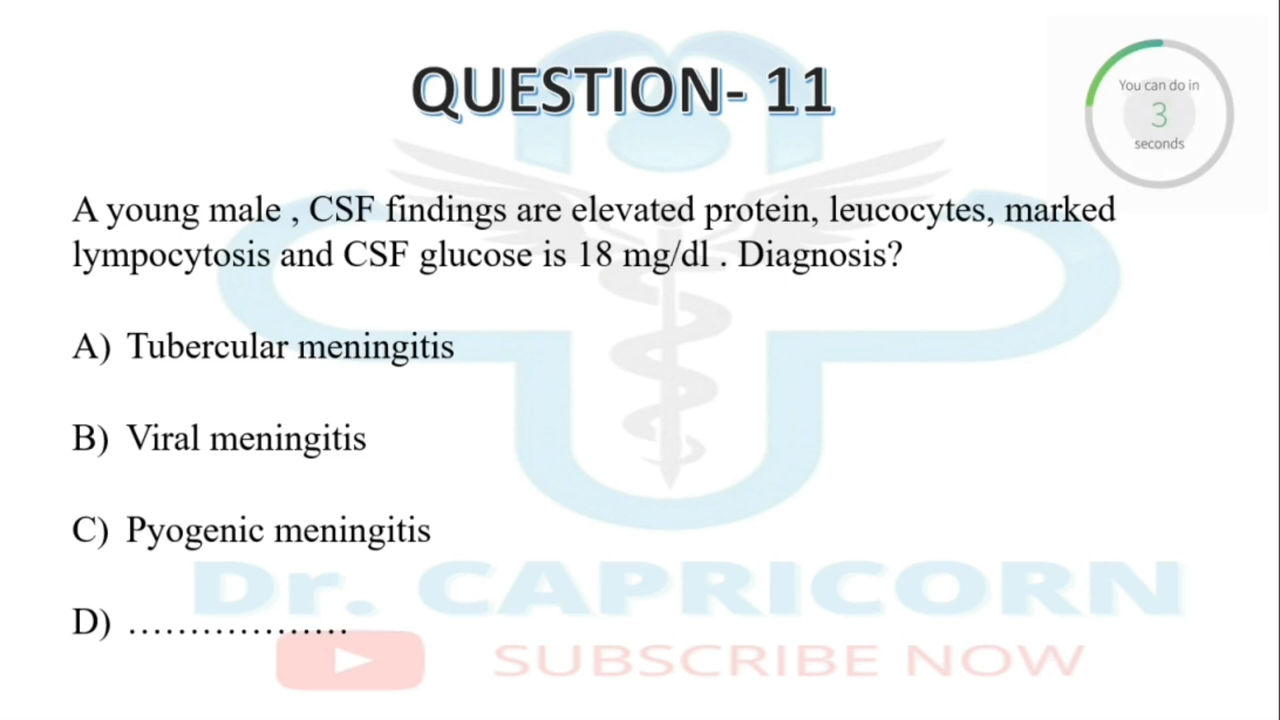 QUESTION- 11
You can do in
3
seconds
A young male , CSF findings are elevated protein, leucocytes, marked
lympocytosis and CSF glucose is 18 mg/dl . Diagnosis?
A) Tubercular meningitis
B) Viral meningitis
C) Pyogenic meningitis
D) ..................
Dr. CAPRICORN
SUBSCRIBE NOW